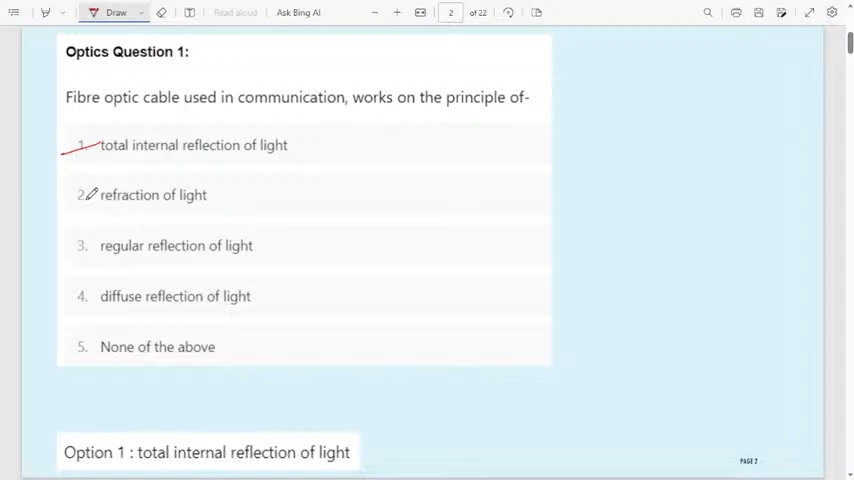 Draw
Read aloud
Ask Bing AI
2 of 22
Optics Question 1:
Fibre optic cable used in communication, works on the principle of-
1. total internal reflection of light
2. refraction of light
3. regular reflection of light
4. diffuse reflection of light
5. None of the above
Option 1 : total internal reflection of light
PAGE 2